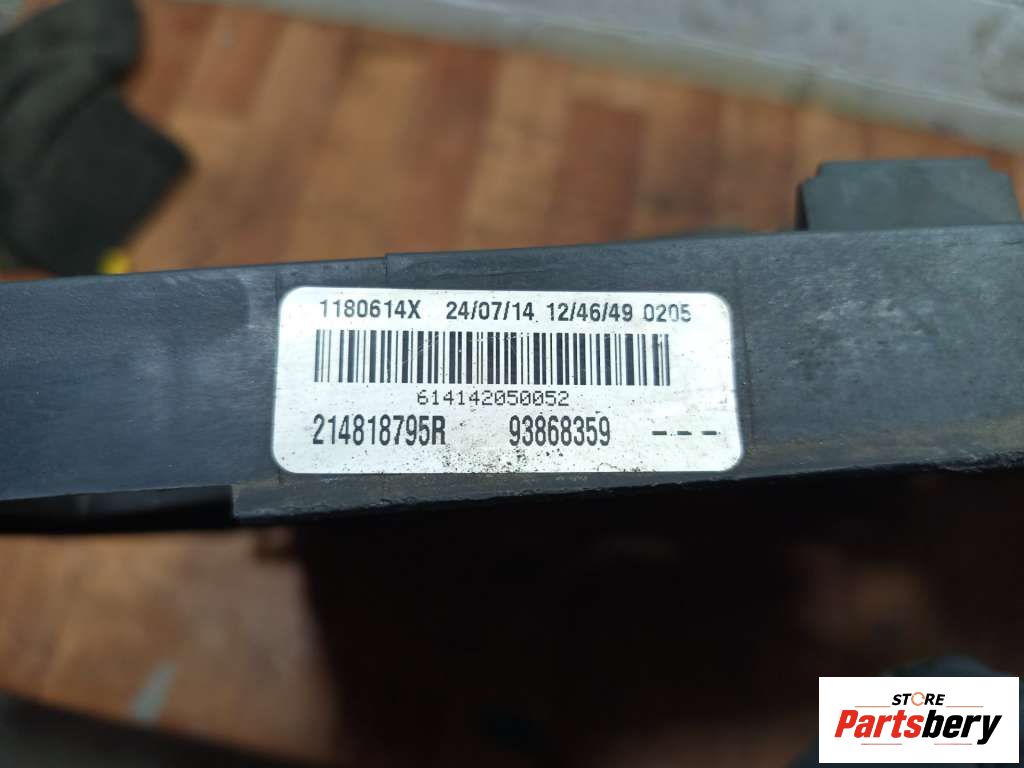 1180614X 24/07/14 12/46/49 0205
614142050052
214818795R 93868359 ---
STORE
Partsbery